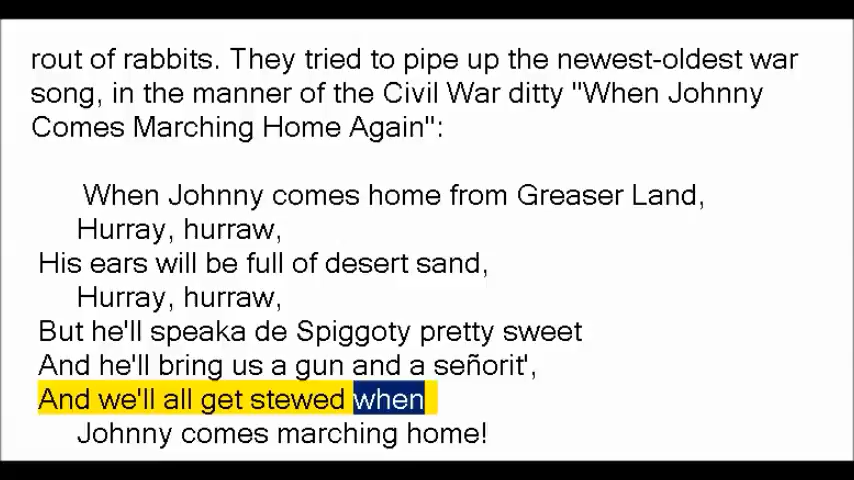 rout of rabbits. They tried to pipe up the newest-oldest war
song, in the manner of the Civil War ditty "When Johnny
Comes Marching Home Again":
When Johnny comes home from Greaser Land,
Hurray, hurraw,
His ears will be full of desert sand,
Hurray, hurraw,
But he'll speaka de Spiggoty pretty sweet
And he'll bring us a gun and a señorit',
And we'll all get stewed when
Johnny comes marching home!